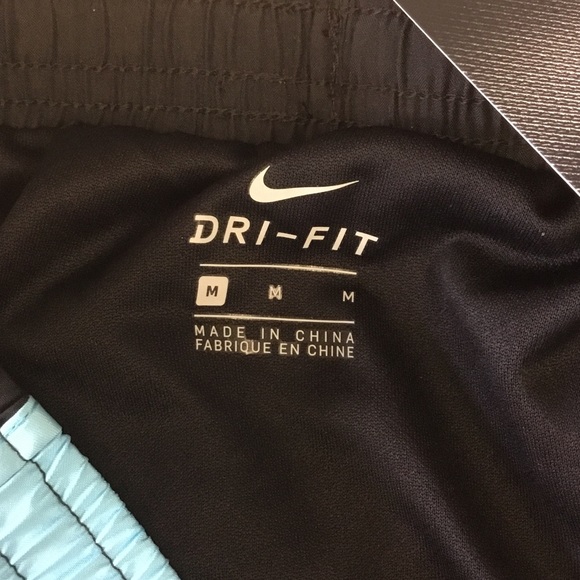 DRI-FIT
M M M
MADE IN CHINA
FABRIQUE EN CHINE